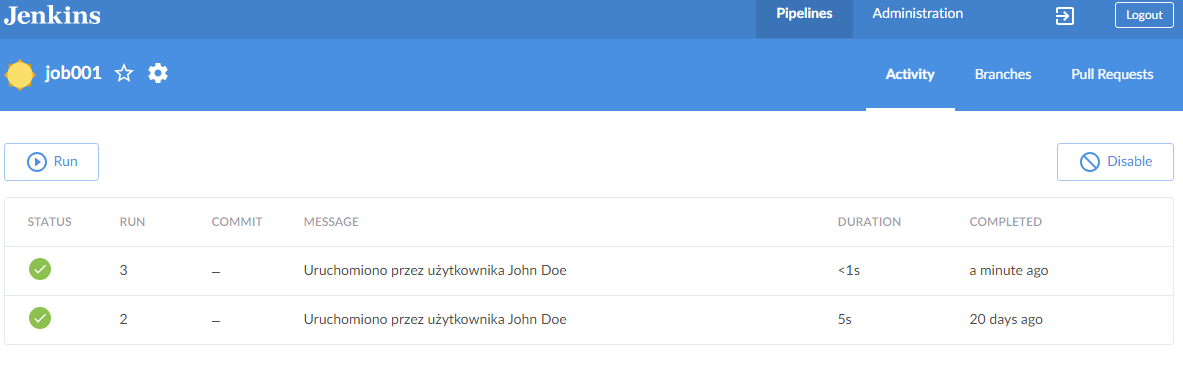 Jenkins Pipelines Administration Logout
job001 Activity Branches Pull Requests
Run Disable
STATUS RUN COMMIT MESSAGE DURATION COMPLETED
3 – Uruchomiono przez użytkownika John Doe <1s a minute ago
2 – Uruchomiono przez użytkownika John Doe 5s 20 days ago